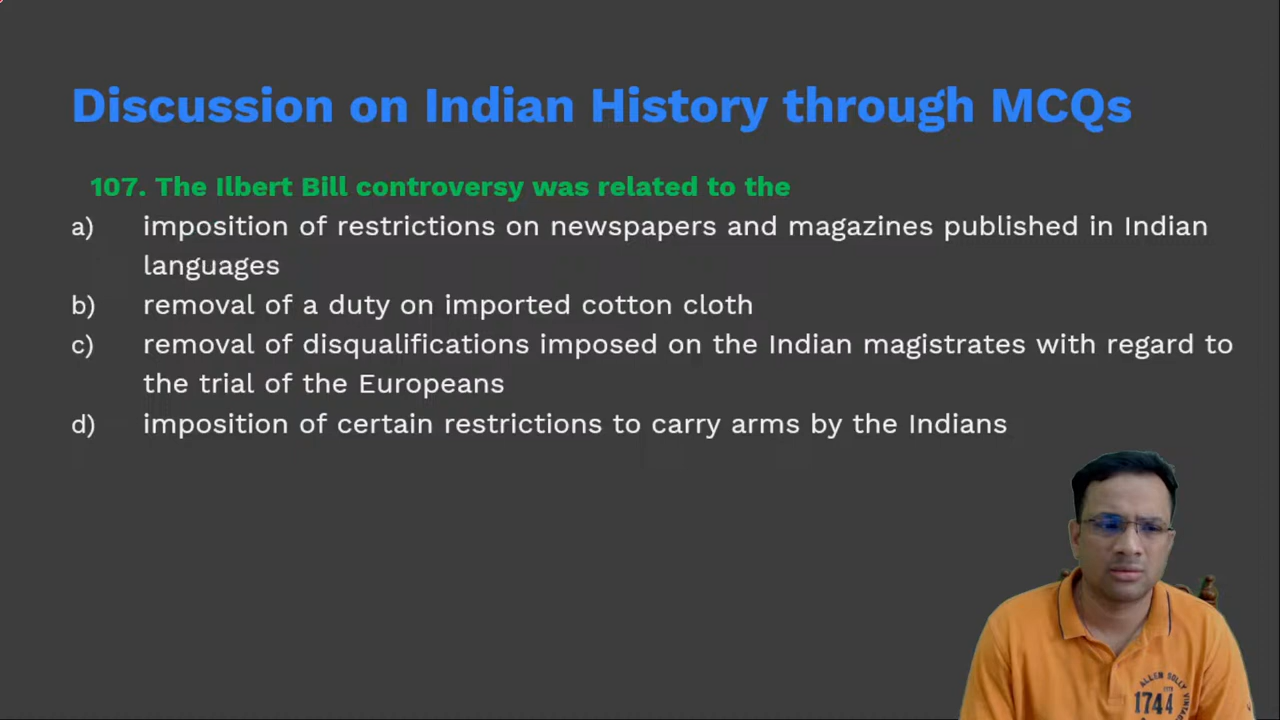 Discussion on Indian History through MCQs
107. The Ilbert Bill controversy was related to the
a) imposition of restrictions on newspapers and magazines published in Indian
languages
b) removal of a duty on imported cotton cloth
c) removal of disqualifications imposed on the Indian magistrates with regard to
the trial of the Europeans
d) imposition of certain restrictions to carry arms by the Indians
ALLEN SOLLY
1744